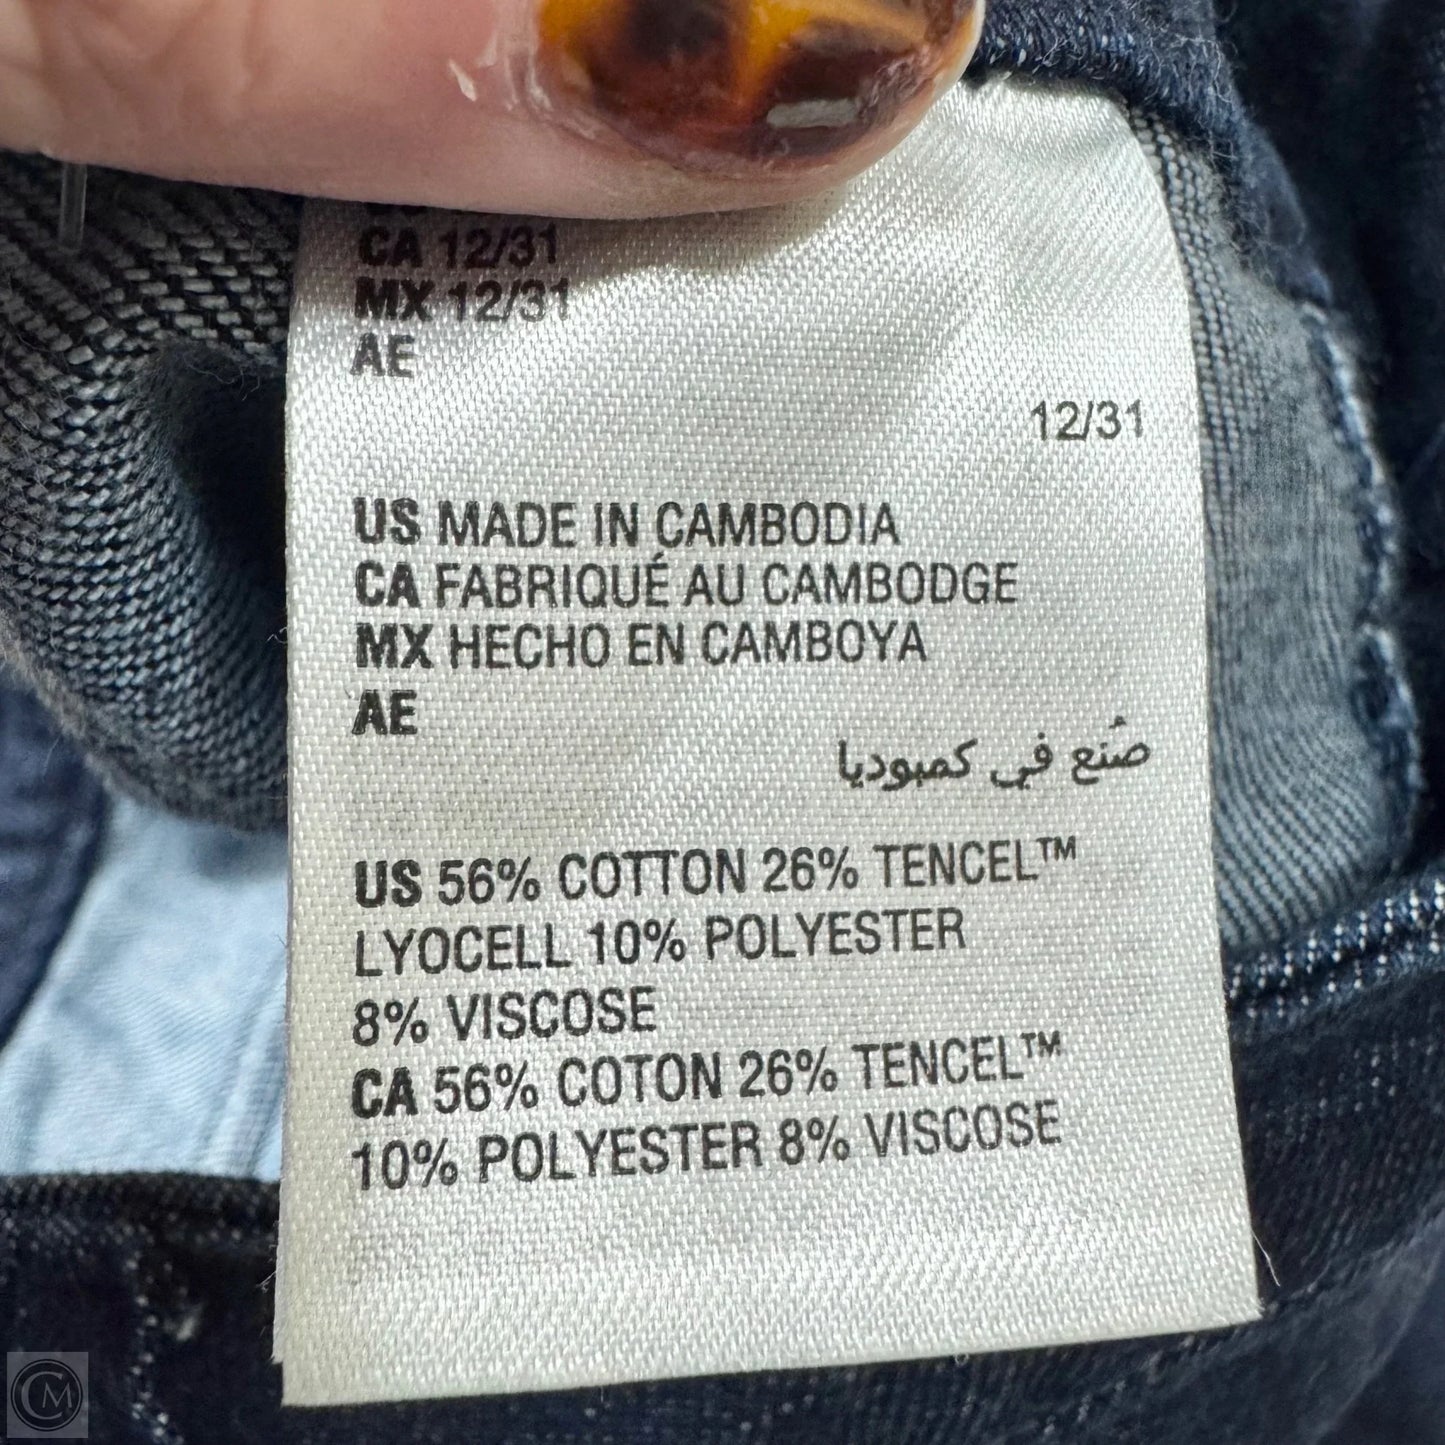 CA 12/31
MX 12/31
AE
12/31
US MADE IN CAMBODIA
CA FABRIQUÉ AU CAMBODGE
MX HECHO EN CAMBOYA
AE
صُنع في كمبوديا
US 56% COTTON 26% TENCEL™
LYOCELL 10% POLYESTER
8% VISCOSE
CA 56% COTON 26% TENCEL™
10% POLYESTER 8% VISCOSE
CM